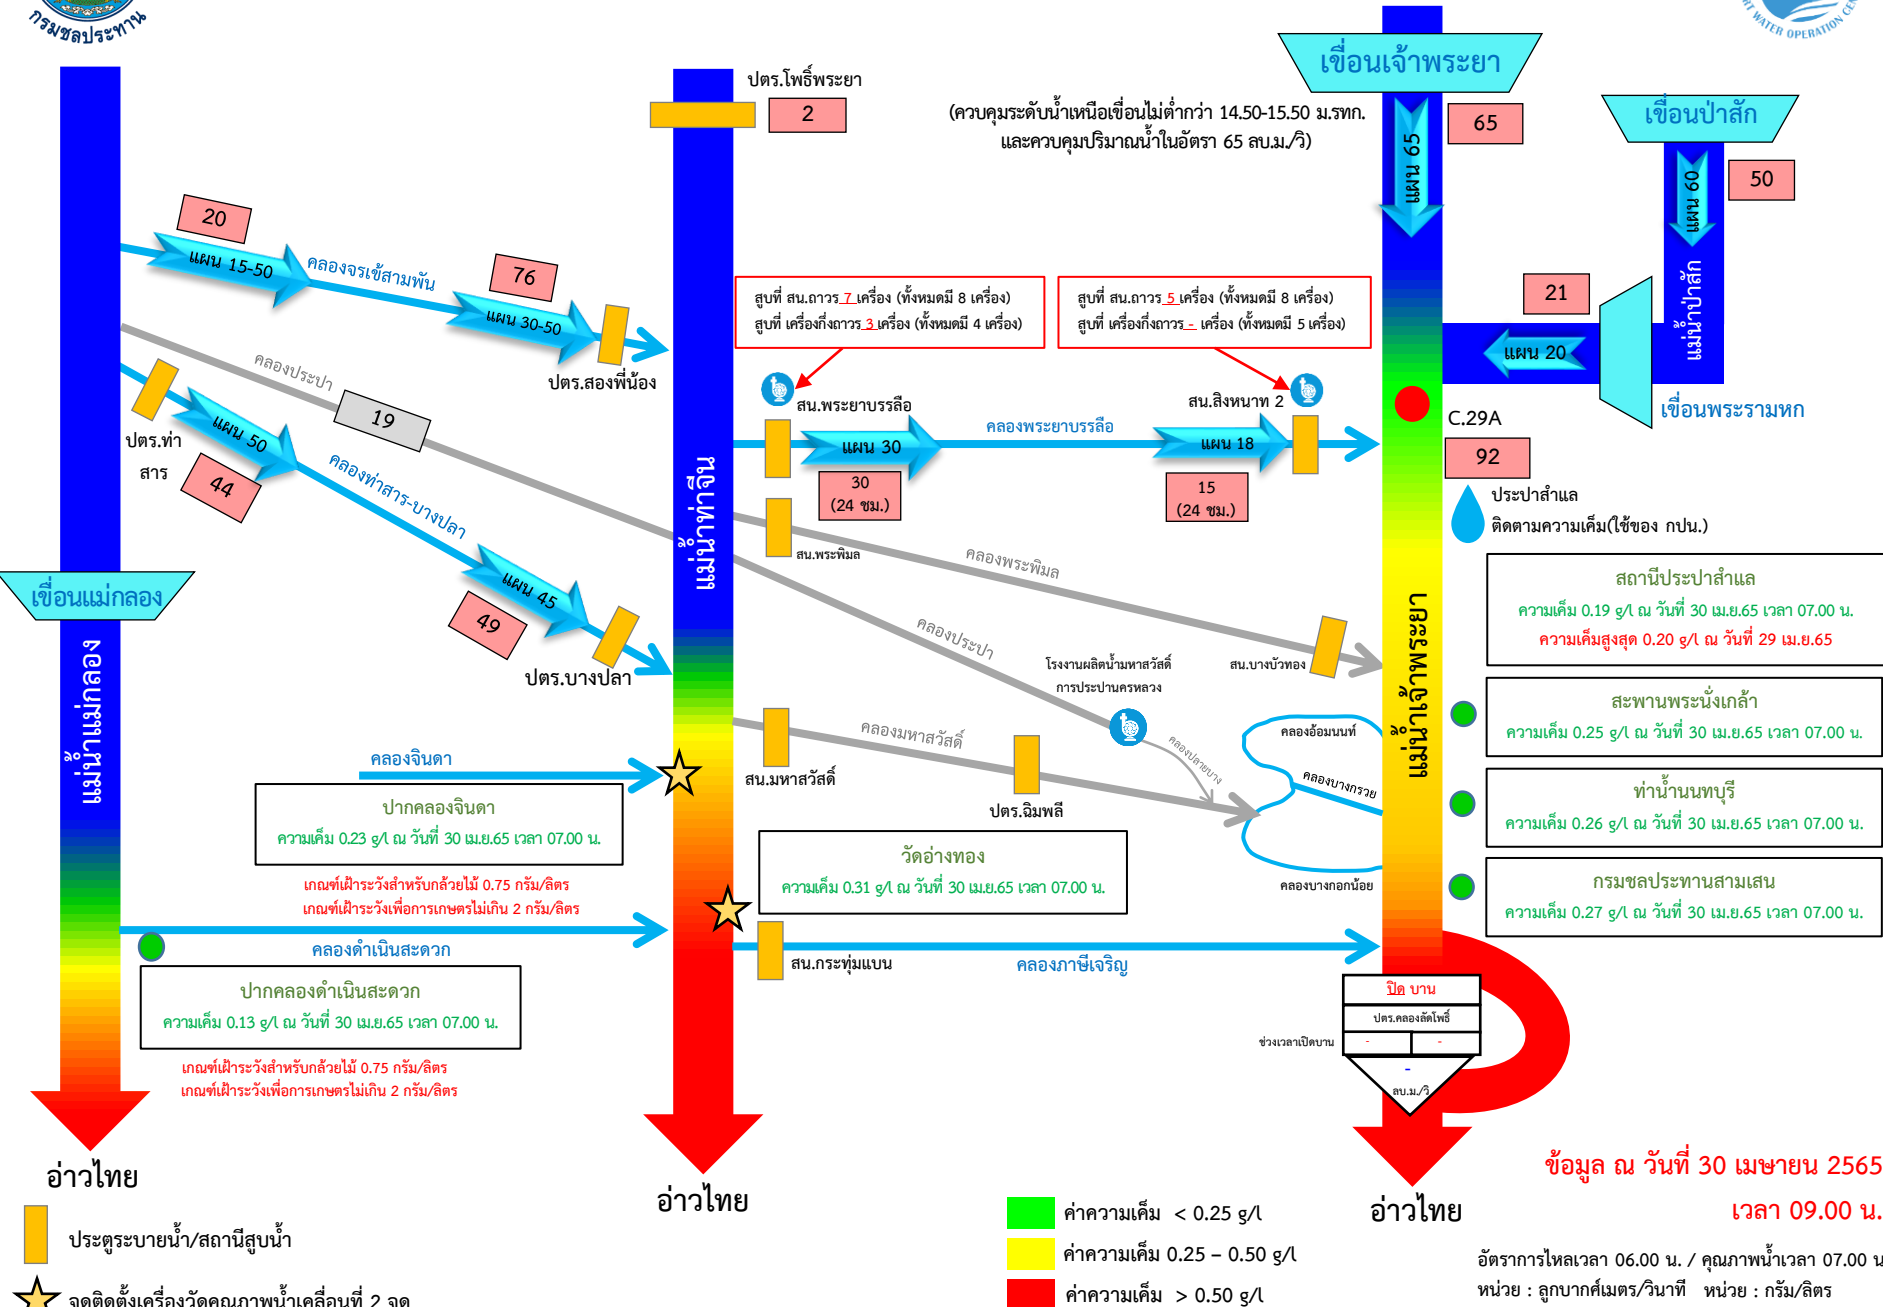 กรมชลประทาน
RT WATER OPERATION CEN
เขื่อนเจ้าพระยา
เขื่อนป่าสัก
ปตร.โพธิ์พระยา
2
(ควบคุมระดับน้ำเหนือเขื่อนไม่ต่ำกว่า 14.50-15.50 ม.รทก.
และควบคุมปริมาณน้ำในอัตรา 65 ลบ.ม./วิ)
65
แผน 65
50
แผน 60
แม่น้ำป่าสัก
20
แผน 15-50
คลองจรเข้สามพัน
76
แผน 30-50
ปตร.สองพี่น้อง
สูบที่ สน.ถาวร 7 เครื่อง (ทั้งหมดมี 8 เครื่อง)
สูบที่ เครื่องกึ่งถาวร 3 เครื่อง (ทั้งหมดมี 4 เครื่อง)
สูบที่ สน.ถาวร 5 เครื่อง (ทั้งหมดมี 8 เครื่อง)
สูบที่ เครื่องกึ่งถาวร - เครื่อง (ทั้งหมดมี 5 เครื่อง)
21
แผน 20
เขื่อนพระรามหก
คลองประปา
19
ปตร.ท่า
สาร
แผน 50
44
คลองท่าสาร-บางปลา
แผน 45
49
ปตร.บางปลา
สน.พระยาบรรลือ
แผน 30
30
(24 ชม.)
คลองพระยาบรรลือ
สน.สิงหนาท 2
แผน 18
15
(24 ชม.)
C.29A
92
ประปาสำแล
ติดตามความเค็ม(ใช้ของ กปน.)
แม่น้ำท่าจีน
สน.พระพิมล
คลองพระพิมล
คลองประปา
สน.บางบัวทอง
โรงงานผลิตน้ำมหาสวัสดิ์
การประปานครหลวง
แม่น้ำเจ้าพระยา
สถานีประปาสำแล
ความเค็ม 0.19 g/l ณ วันที่ 30 เม.ย.65 เวลา 07.00 น.
ความเค็มสูงสุด 0.20 g/l ณ วันที่ 29 เม.ย.65
สะพานพระนั่งเกล้า
ความเค็ม 0.25 g/l ณ วันที่ 30 เม.ย.65 เวลา 07.00 น.
ท่าน้ำนนทบุรี
ความเค็ม 0.26 g/l ณ วันที่ 30 เม.ย.65 เวลา 07.00 น.
กรมชลประทานสามเสน
ความเค็ม 0.27 g/l ณ วันที่ 30 เม.ย.65 เวลา 07.00 น.
เขื่อนแม่กลอง
แม่น้ำแม่กลอง
คลองจินดา
ปากคลองจินดา
ความเค็ม 0.23 g/l ณ วันที่ 30 เม.ย.65 เวลา 07.00 น.
เกณฑ์เฝ้าระวังสำหรับกล้วยไม้ 0.75 กรัม/ลิตร
เกณฑ์เฝ้าระวังเพื่อการเกษตรไม่เกิน 2 กรัม/ลิตร
สน.มหาสวัสดิ์
คลองมหาสวัสดิ์
ปตร.ฉิมพลี
คลองปลายบาง
คลองอ้อมนนท์
คลองบางกรวย
คลองบางกอกน้อย
วัดอ่างทอง
ความเค็ม 0.31 g/l ณ วันที่ 30 เม.ย.65 เวลา 07.00 น.
คลองดำเนินสะดวก
ปากคลองดำเนินสะดวก
ความเค็ม 0.13 g/l ณ วันที่ 30 เม.ย.65 เวลา 07.00 น.
เกณฑ์เฝ้าระวังสำหรับกล้วยไม้ 0.75 กรัม/ลิตร
เกณฑ์เฝ้าระวังเพื่อการเกษตรไม่เกิน 2 กรัม/ลิตร
สน.กระทุ่มแบน
คลองภาษีเจริญ
ปิด บาน
ปตร.คลองลัดโพธิ์
ช่วงเวลาเปิดบาน
- -
-
ลบ.ม./วิ
อ่าวไทย
อ่าวไทย
อ่าวไทย
ข้อมูล ณ วันที่ 30 เมษายน 2565
เวลา 09.00 น.
ประตูระบายน้ำ/สถานีสูบน้ำ
จุดติดตั้งเครื่องวัดคุณภาพน้ำเคลื่อนที่ 2 จุด
ค่าความเค็ม < 0.25 g/l
ค่าความเค็ม 0.25 – 0.50 g/l
ค่าความเค็ม > 0.50 g/l
อัตราการไหลเวลา 06.00 น. / คุณภาพน้ำเวลา 07.00 น
หน่วย : ลูกบากศ์เมตร/วินาที หน่วย : กรัม/ลิตร